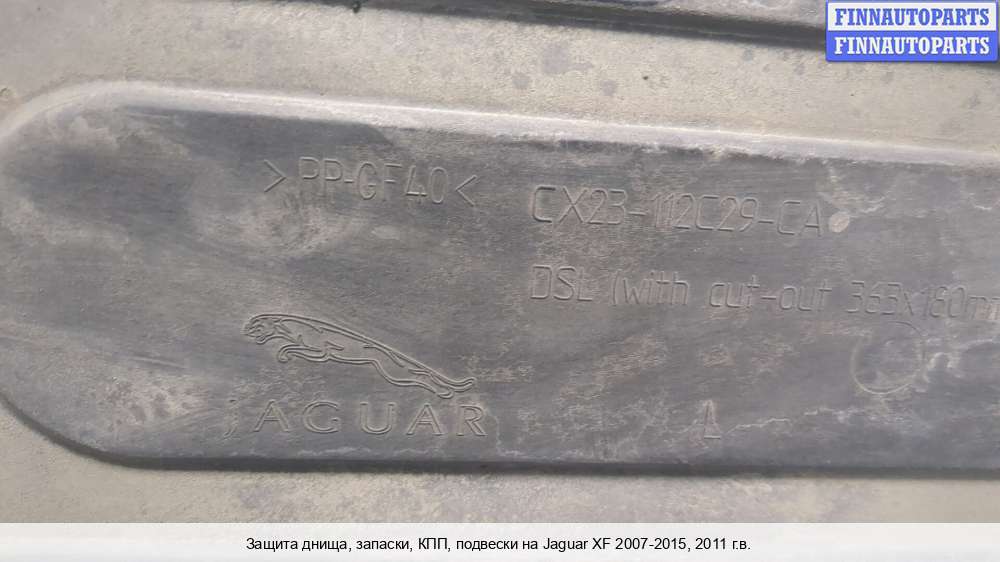 FINNAUTOPARTS
FINNAUTOPARTS
>PP-GF40< CX23-112C29-CA
DSL (with cut-out 363x180mm
JAGUAR
Защита днища, запаски, КПП, подвески на Jaguar XF 2007-2015, 2011 г.в.